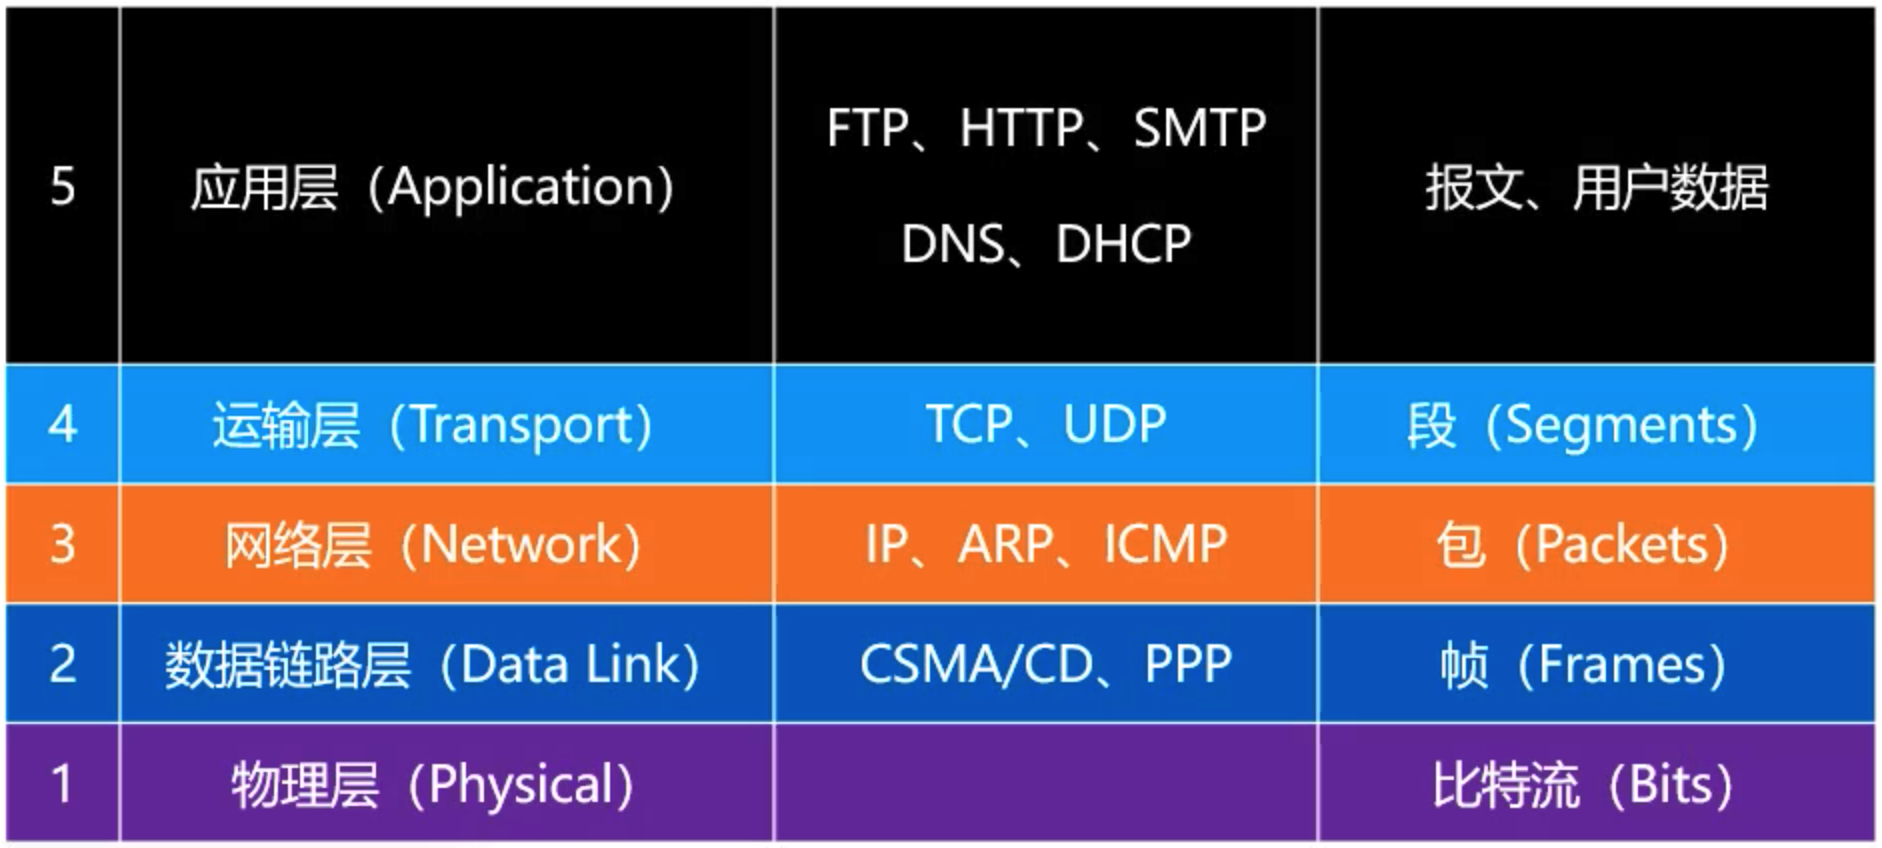 5
应用层（Application）
FTP、HTTP、SMTP
DNS、DHCP
报文、用户数据
4
运输层（Transport）
TCP、UDP
段（Segments）
3
网络层（Network）
IP、ARP、ICMP
包（Packets）
2
数据链路层（Data Link）
CSMA/CD、PPP
帧（Frames）
1
物理层（Physical）
比特流（Bits）